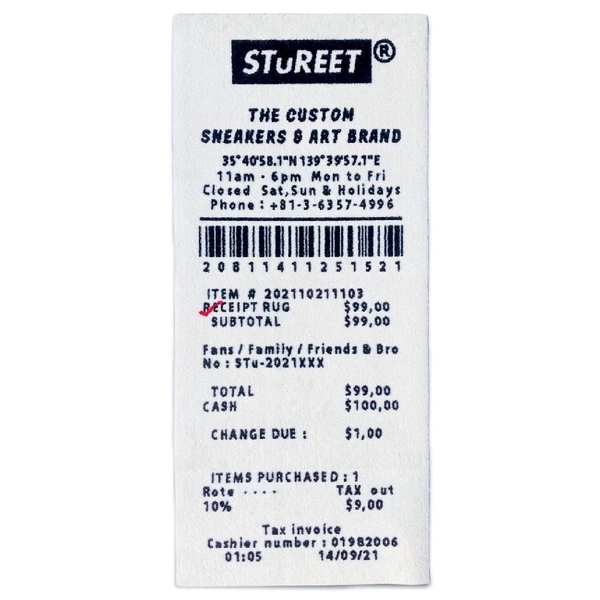 STuREET ®
THE CUSTOM
SNEAKERS & ART BRAND
35°40'58.1"N 139°39'57.1"E
11am - 6pm Mon to Fri
Closed Sat,Sun & Holidays
Phone : +81-3-6357-4996
20811411251521
ITEM # 202110211103
RECEIPT RUG $99,00
SUBTOTAL $99,00
Fans / Family / Friends & Bro
No : STu-2021XXX
TOTAL $99,00
CASH $100,00
CHANGE DUE : $1,00
ITEMS PURCHASED : 1
Rote ---- TAX out
10% $9,00
Tax invoice
Cashier number : 01982006
01:05 14/09/21